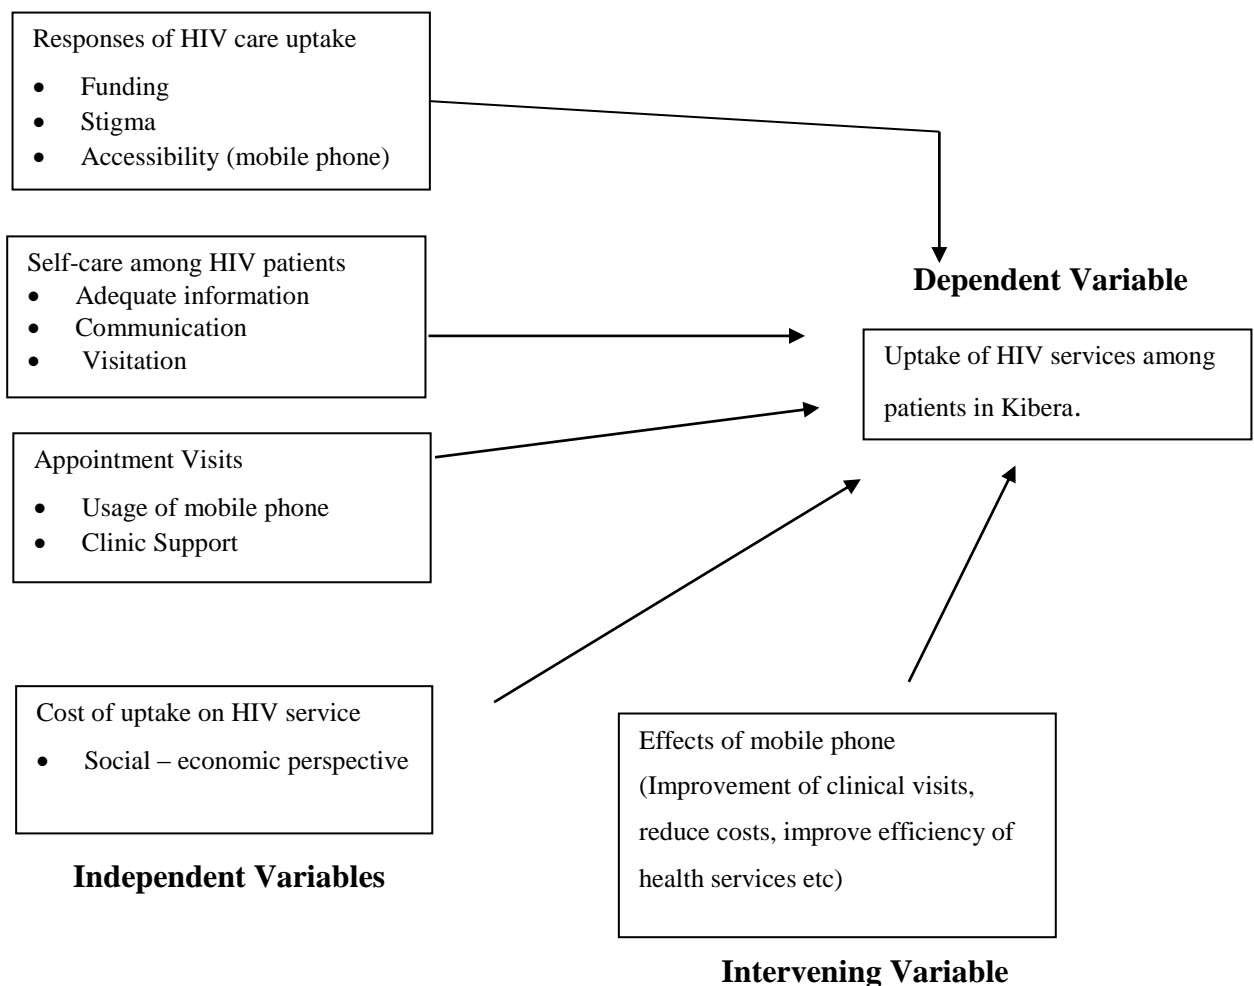 Responses of HIV care uptake
• Funding
• Stigma
• Accessibility (mobile phone)
Self-care among HIV patients
• Adequate information
• Communication
• Visitation
Dependent Variable
Uptake of HIV services among
patients in Kibera.
Appointment Visits
• Usage of mobile phone
• Clinic Support
Cost of uptake on HIV service
• Social – economic perspective
Independent Variables
Effects of mobile phone
(Improvement of clinical visits,
reduce costs, improve efficiency of
health services etc)
Intervening Variable